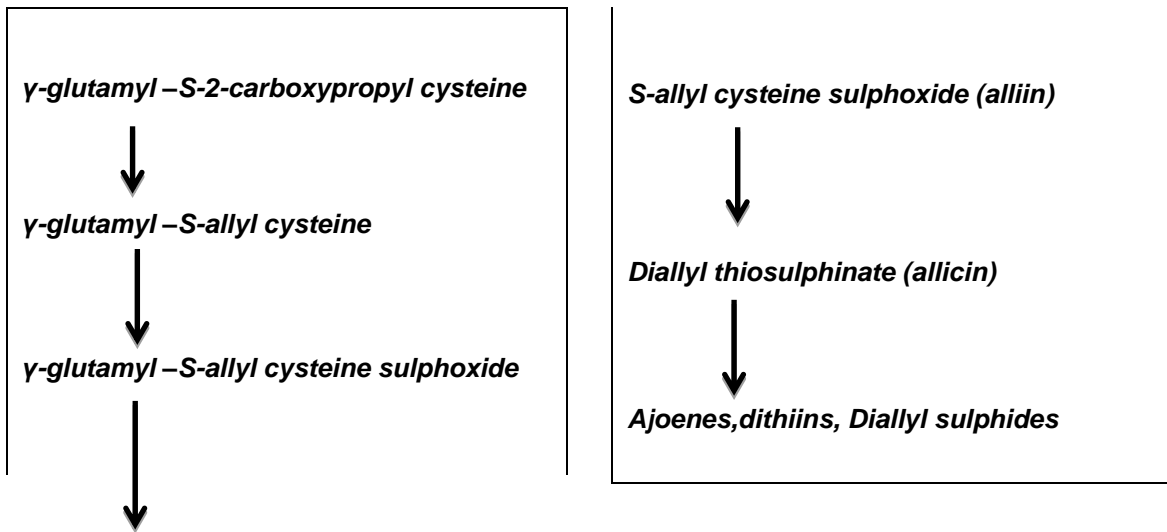 γ-glutamyl –S-2-carboxypropyl cysteine
γ-glutamyl –S-allyl cysteine
γ-glutamyl –S-allyl cysteine sulphoxide
S-allyl cysteine sulphoxide (alliin)
Diallyl thiosulphinate (allicin)
Ajoenes,dithiins, Diallyl sulphides